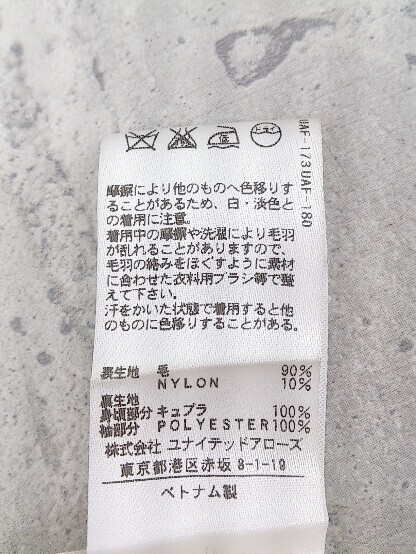 UAF-173 UAF-180
摩擦により他のものへ色移りす
ることがあるため、白・淡色と
の着用に注意。
着用中の摩擦や洗濯により毛羽
が乱れることがありますので、
毛羽の絡みをほぐすように素材
に合わせた衣料用ブラシ等で整
えて下さい。
汗をかいた状態で着用すると他
のものに色移りすることがある。
表生地 毛 90%
NYLON 10%
裏生地
身頃部分 キュプラ 100%
袖部分 POLYESTER 100%
株式会社 ユナイテッドアローズ
東京都港区赤坂 8-1-19
ベトナム製